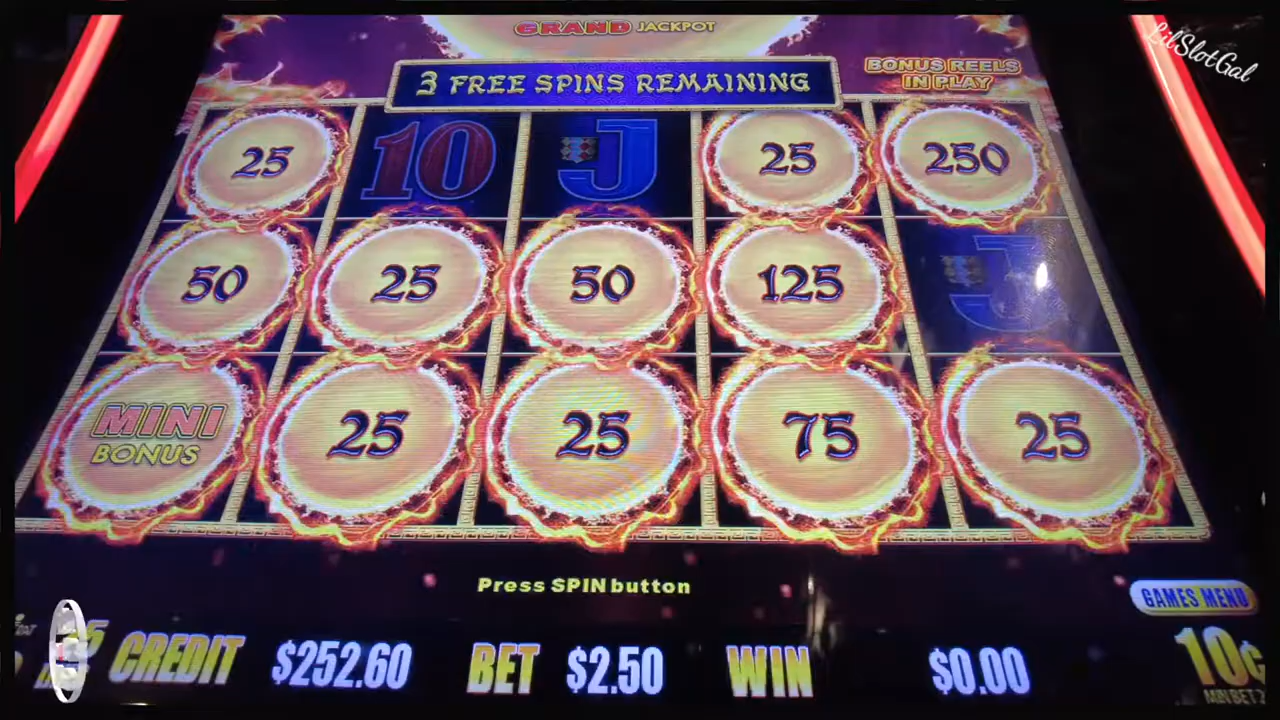 GRAND JACKPOT
LilSlotGal
3 FREE SPINS REMAINING
BONUS REELS
IN PLAY
25 10 J 25 250
50 25 50 125 J
MINI
BONUS
25 25 75 25
Press SPIN button
GAMES MENU
CREDIT $252.60 BET $2.50 WIN $0.00
10¢
MIN BET